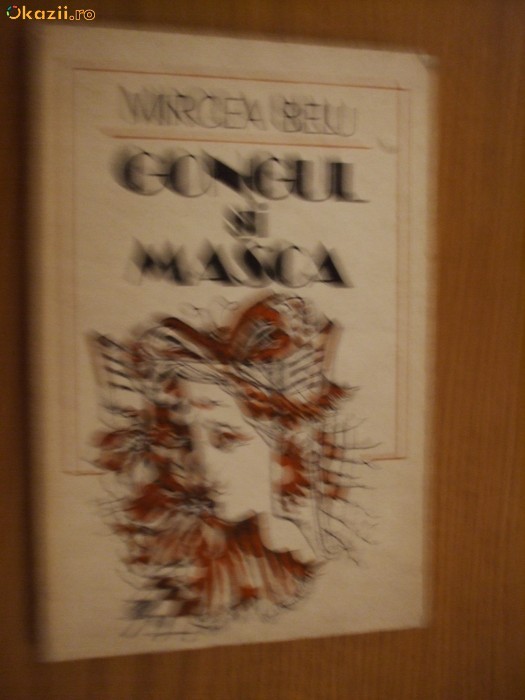 Okazii.ro
MIRCEA BELU
GONGUL
și
MASCA